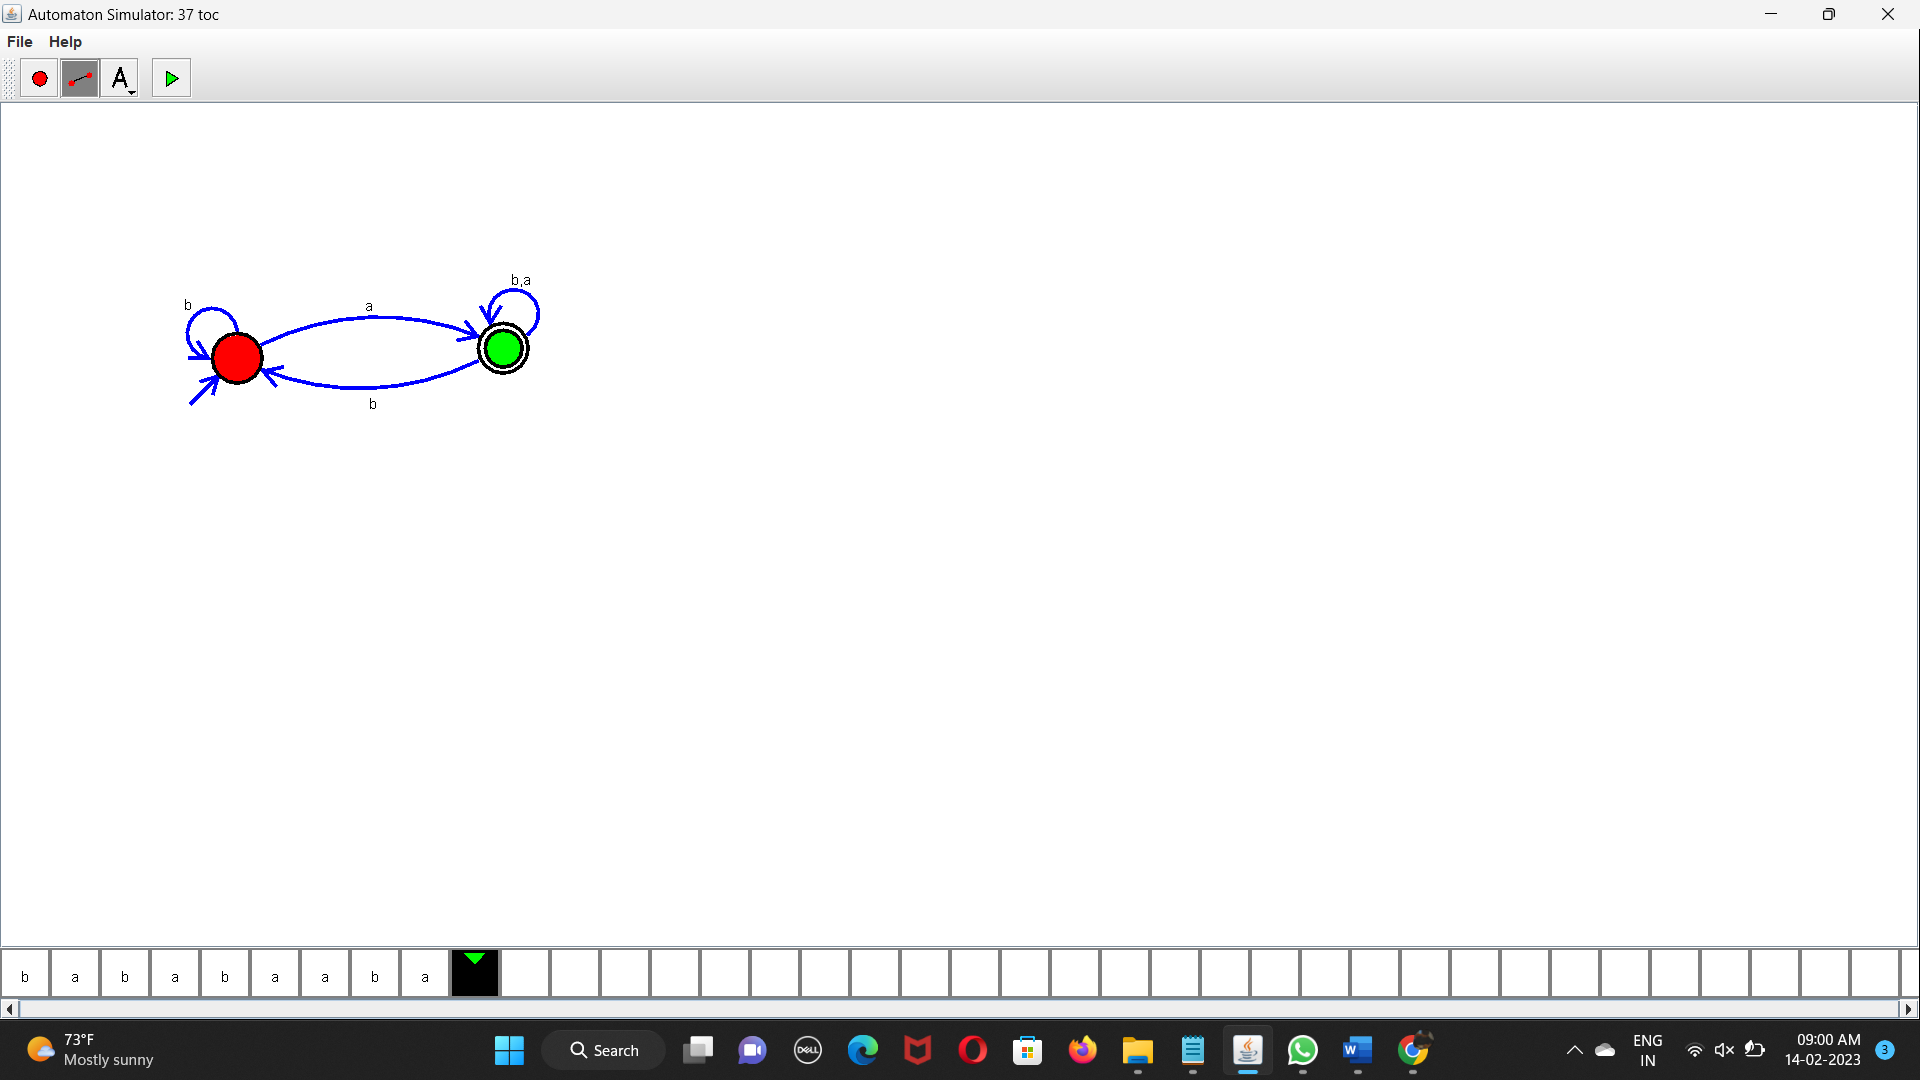 Automaton Simulator: 37 toc
File Help
A
b
a
b,a
b
b a b a b a a b a
73°F
Mostly sunny
Search
DELL
W
ENG
IN
09:00 AM
14-02-2023
3